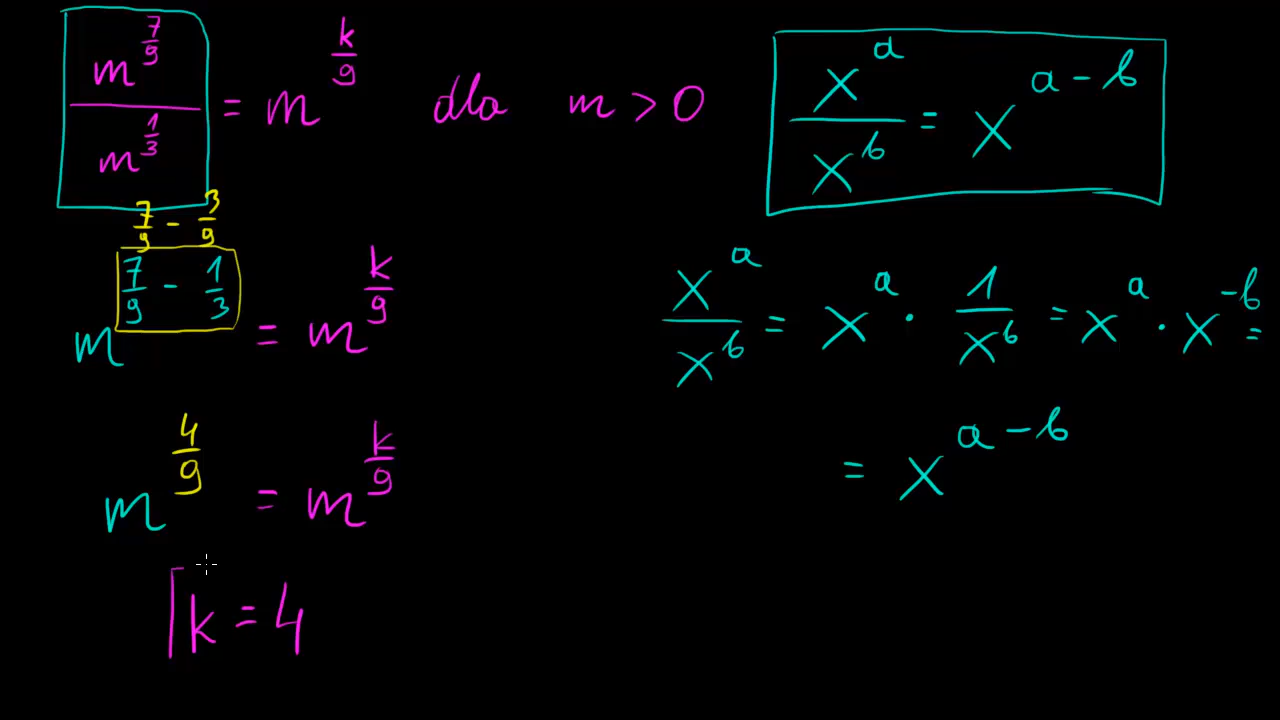 m^(7/9) / m^(1/3) = m^(k/9) dla m > 0
x^a / x^b = x^(a-b)
7/9 - 3/9
m^(7/9 - 1/3) = m^(k/9)
x^a / x^b = x^a · 1/x^b = x^a · x^(-b) =
= x^(a-b)
m^(4/9) = m^(k/9)
k = 4